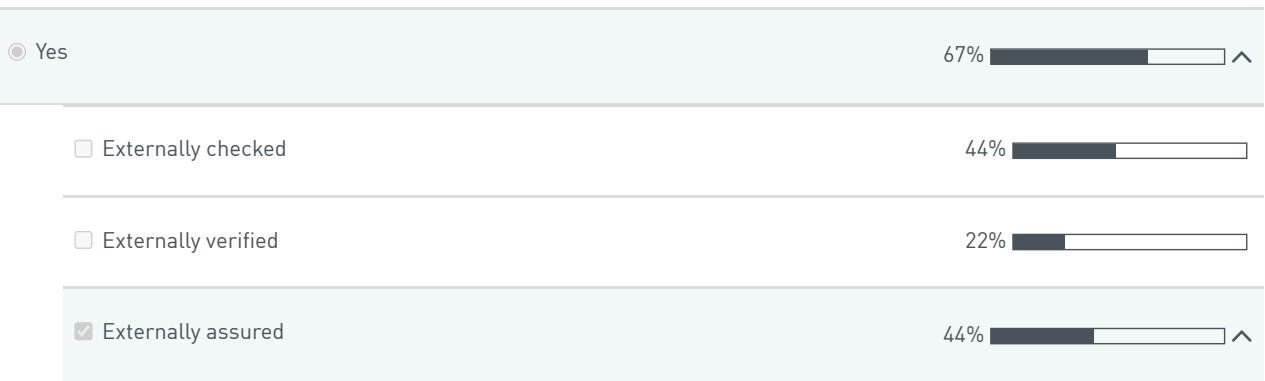 Yes 67%
Externally checked 44%
Externally verified 22%
Externally assured 44%